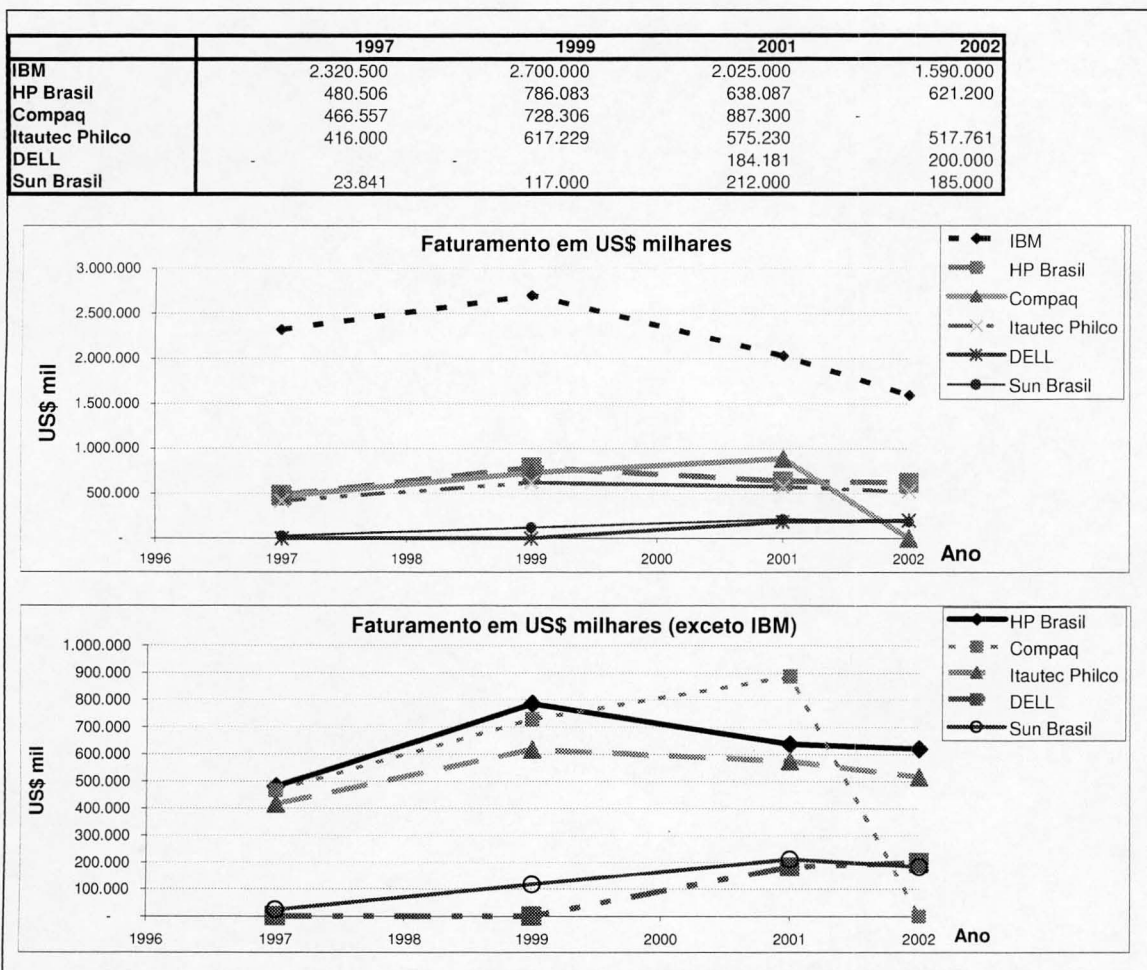 1997 1999 2001 2002
IBM 2.320.500 2.700.000 2.025.000 1.590.000
HP Brasil 480.506 786.083 638.087 621.200
Compaq 466.557 728.306 887.300 -
Itautec Philco 416.000 617.229 575.230 517.761
DELL - - 184.181 200.000
Sun Brasil 23.841 117.000 212.000 185.000
Faturamento em US$ milhares
US$ mil
3.000.000
2.500.000
2.000.000
1.500.000
1.000.000
500.000
-
1996 1997 1998 1999 2000 2001 2002 Ano
IBM
HP Brasil
Compaq
Itautec Philco
DELL
Sun Brasil
Faturamento em US$ milhares (exceto IBM)
US$ mil
1.000.000
900.000
800.000
700.000
600.000
500.000
400.000
300.000
200.000
100.000
-
1996 1997 1998 1999 2000 2001 2002 Ano
HP Brasil
Compaq
Itautec Philco
DELL
Sun Brasil